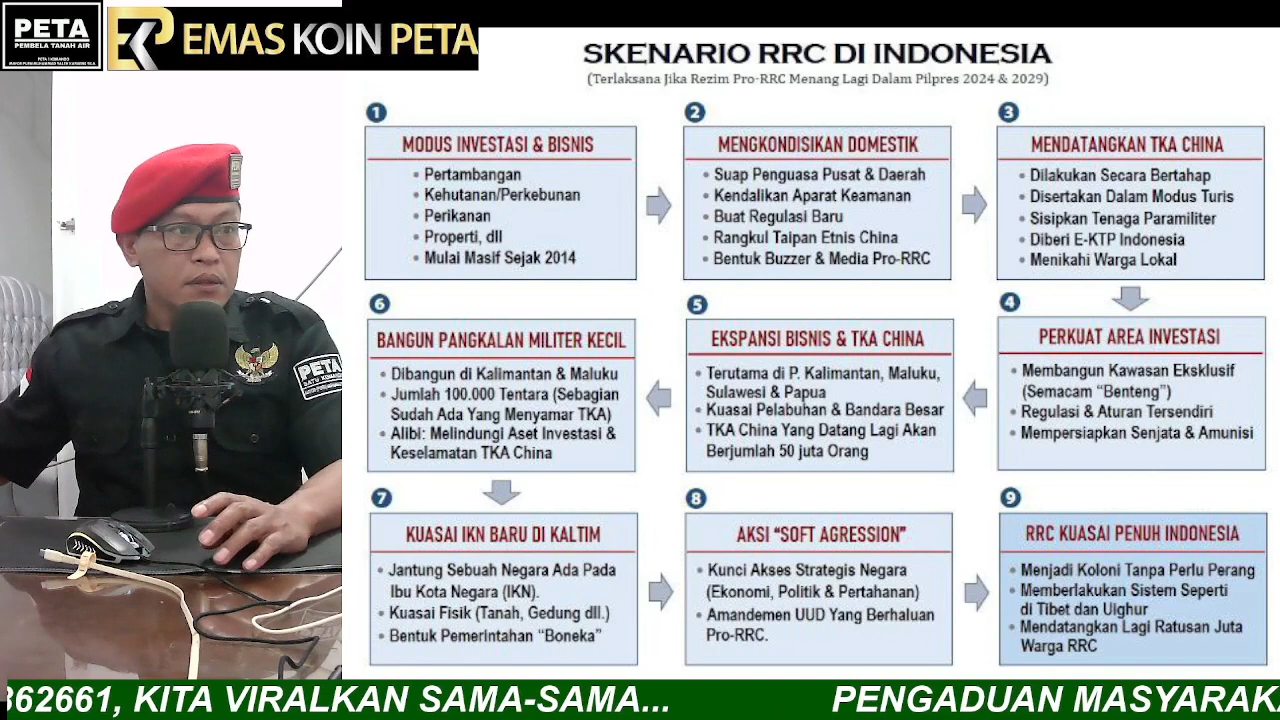 PETA
PEMBELA TANAH AIR
EKP EMAS KOIN PETA
SKENARIO RRC DI INDONESIA
(Terlaksana Jika Rezim Pro-RRC Menang Lagi Dalam Pilpres 2024 & 2029)
1
MODUS INVESTASI & BISNIS
• Pertambangan
• Kehutanan/Perkebunan
• Perikanan
• Properti, dll
• Mulai Masif Sejak 2014
2
MENGKONDISIKAN DOMESTIK
• Suap Penguasa Pusat & Daerah
• Kendalikan Aparat Keamanan
• Buat Regulasi Baru
• Rangkul Taipan Etnis China
• Bentuk Buzzer & Media Pro-RRC
3
MENDATANGKAN TKA CHINA
• Dilakukan Secara Bertahap
• Disertakan Dalam Modus Turis
• Sisipkan Tenaga Paramiliter
• Diberi E-KTP Indonesia
• Menikahi Warga Lokal
4
PERKUAT AREA INVESTASI
• Membangun Kawasan Eksklusif
(Semacam “Benteng”)
• Regulasi & Aturan Tersendiri
• Mempersiapkan Senjata & Amunisi
5
EKSPANSI BISNIS & TKA CHINA
• Terutama di P. Kalimantan, Maluku,
Sulawesi & Papua
• Kuasai Pelabuhan & Bandara Besar
• TKA China Yang Datang Lagi Akan
Berjumlah 50 juta Orang
6
BANGUN PANGKALAN MILITER KECIL
• Dibangun di Kalimantan & Maluku
• Jumlah 100.000 Tentara (Sebagian
Sudah Ada Yang Menyamar TKA)
• Alibi: Melindungi Aset Investasi &
Keselamatan TKA China
7
KUASAI IKN BARU DI KALTIM
• Jantung Sebuah Negara Ada Pada
Ibu Kota Negara (IKN).
• Kuasai Fisik (Tanah, Gedung dll.)
• Bentuk Pemerintahan “Boneka”
8
AKSI “SOFT AGRESSION”
• Kunci Akses Strategis Negara
(Ekonomi, Politik & Pertahanan)
• Amandemen UUD Yang Berhaluan
Pro-RRC.
9
RRC KUASAI PENUH INDONESIA
• Menjadi Koloni Tanpa Perlu Perang
• Memberlakukan Sistem Seperti
di Tibet dan Uighur
• Mendatangkan Lagi Ratusan Juta
Warga RRC
PETA
PETA
362661, KITA VIRALKAN SAMA-SAMA... PENGADUAN MASYARAK